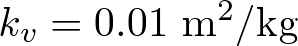 k_v = 0.01 m²/kg